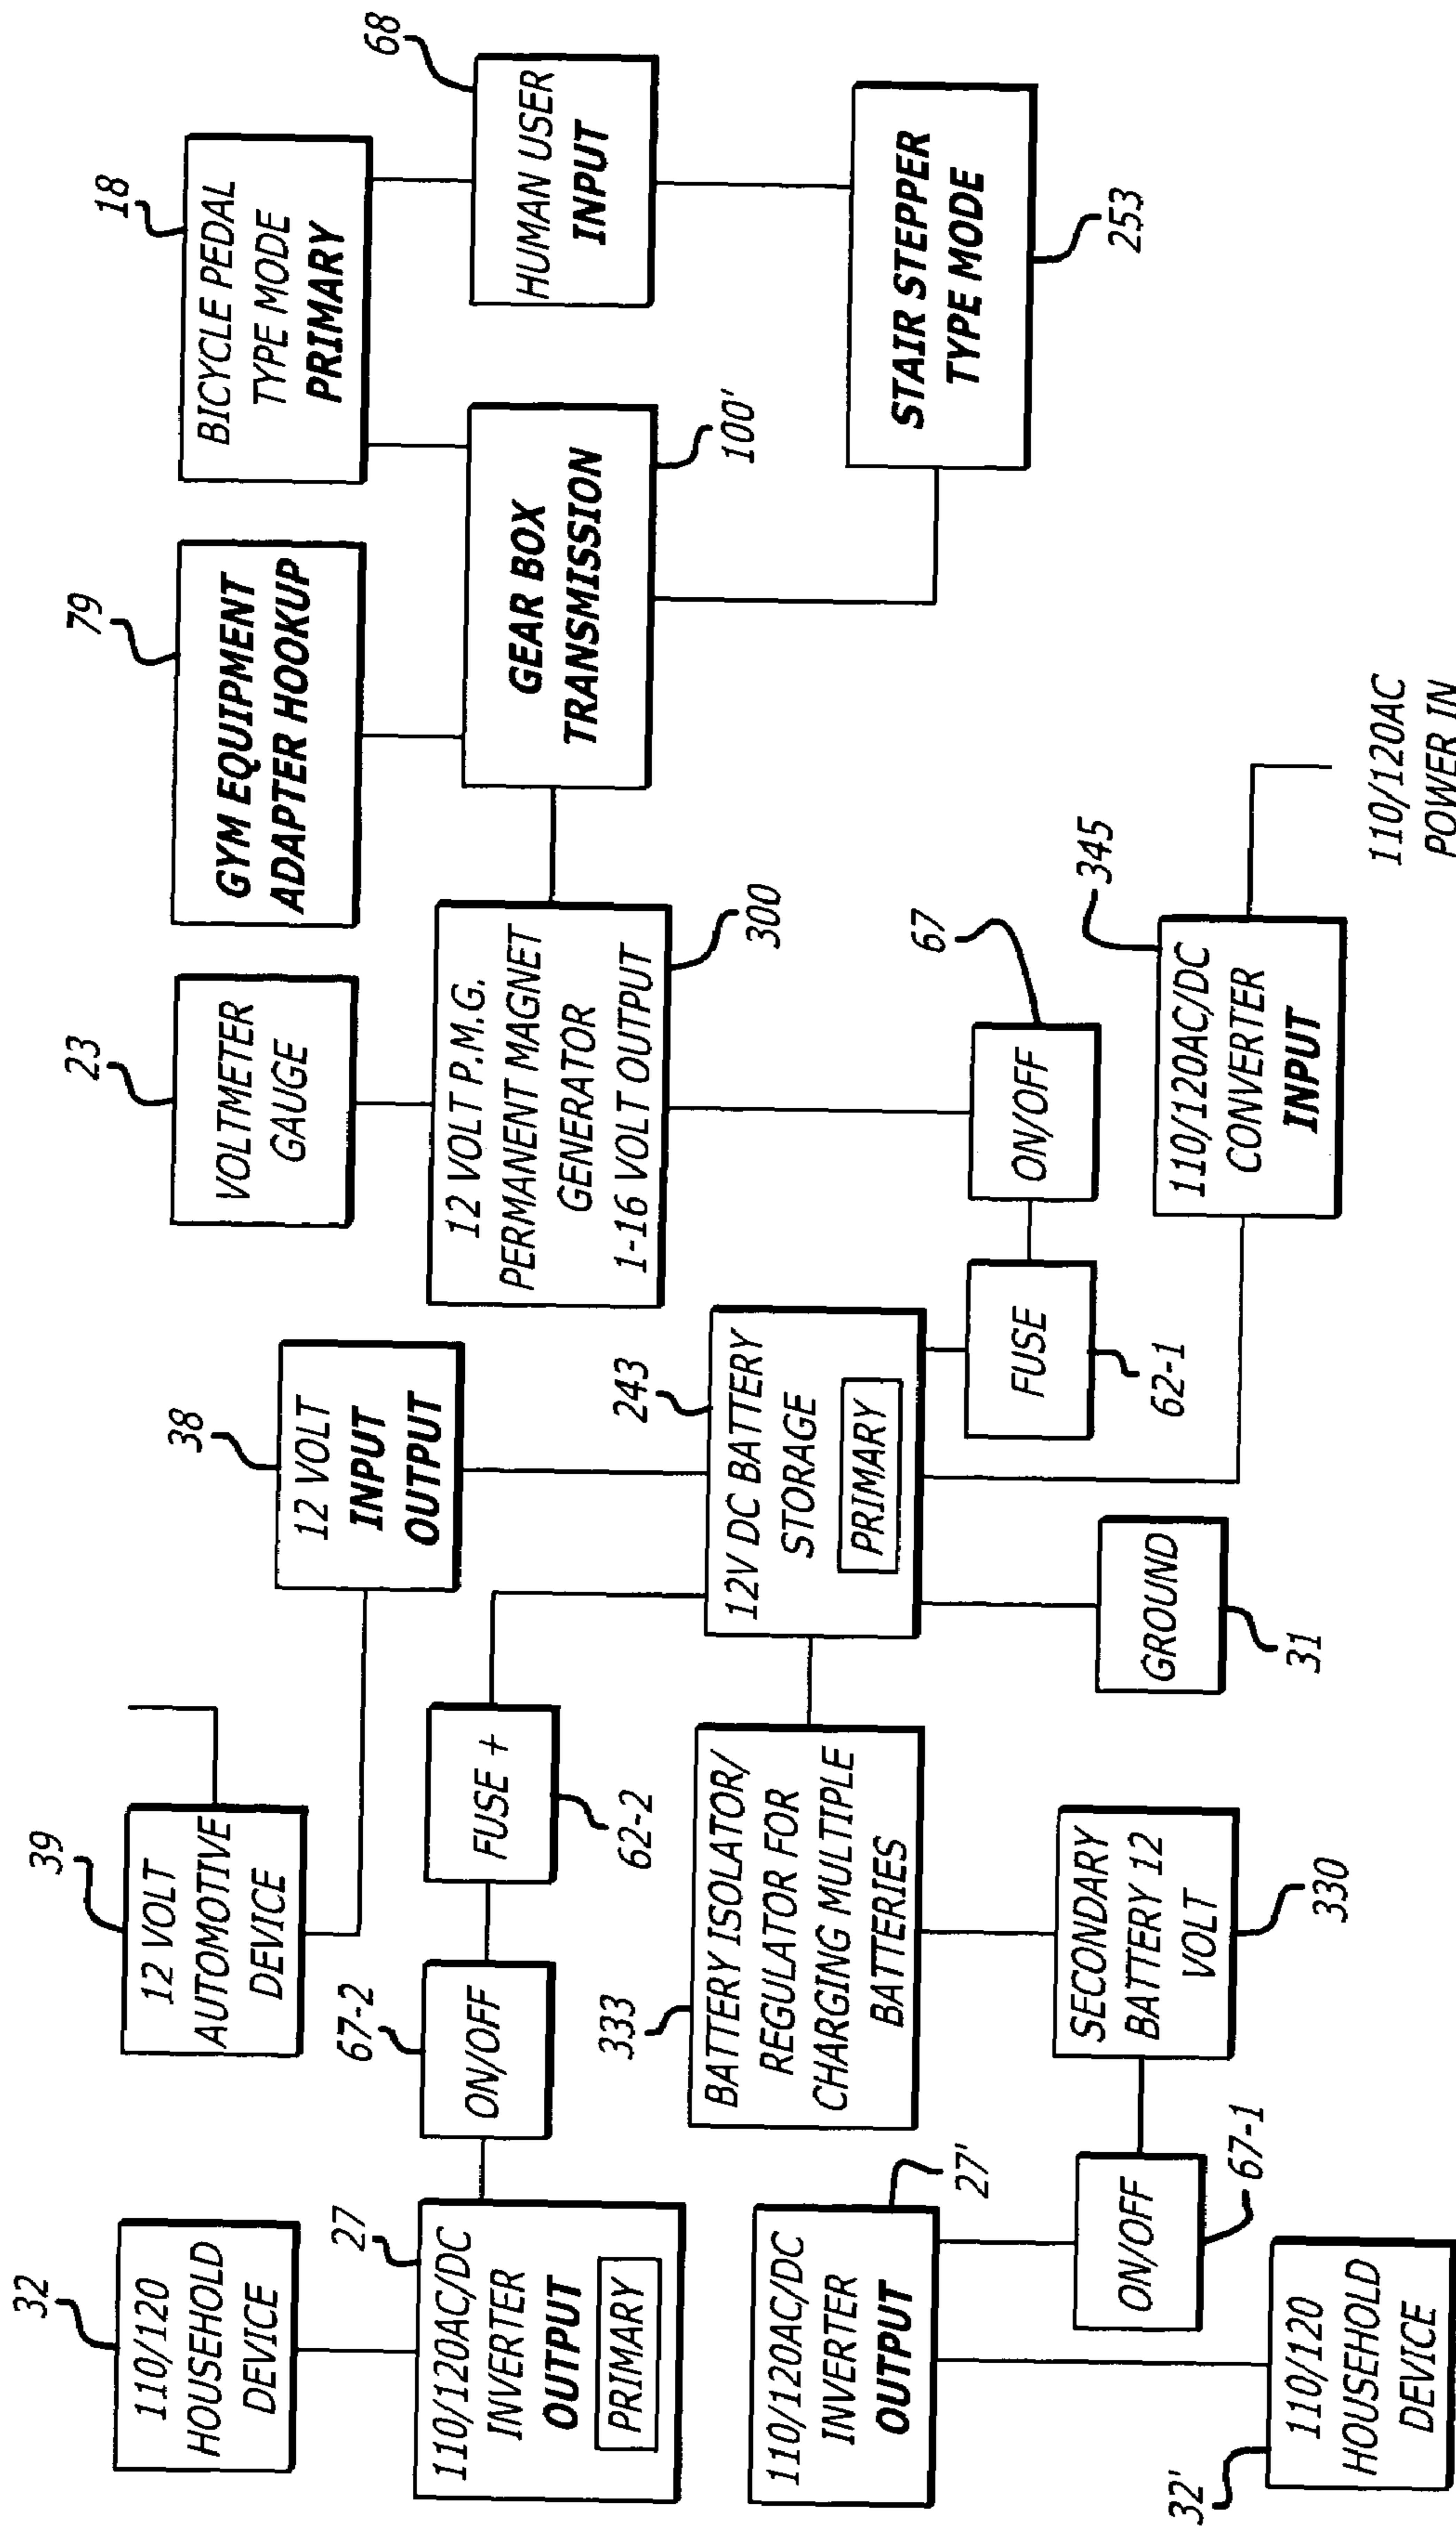 32
110/120
HOUSEHOLD
DEVICE
39
12 VOLT
AUTOMOTIVE
DEVICE
38
12 VOLT
INPUT
OUTPUT
23
VOLTMETER
GAUGE
79
GYM EQUIPMENT
ADAPTER HOOKUP
18
BICYCLE PEDAL
TYPE MODE
PRIMARY
27
110/120AC/DC
INVERTER
OUTPUT
PRIMARY
67-2
ON/OFF
FUSE +
62-2
12 VOLT P.M.G.
PERMANENT MAGNET
GENERATOR
1-16 VOLT OUTPUT
300
GEAR BOX
TRANSMISSION
100'
68
HUMAN USER
INPUT
27'
110/120AC/DC
INVERTER
OUTPUT
333
BATTERY ISOLATOR/
REGULATOR FOR
CHARGING MULTIPLE
BATTERIES
243
12V DC BATTERY
STORAGE
PRIMARY
FUSE
62-1
67
ON/OFF
STAIR STEPPER
TYPE MODE
253
ON/OFF
67-1
SECONDARY
BATTERY 12
VOLT
330
GROUND
31
345
110/120AC/DC
CONVERTER
INPUT
110/120AC
POWER IN
32'
110/120
HOUSEHOLD
DEVICE